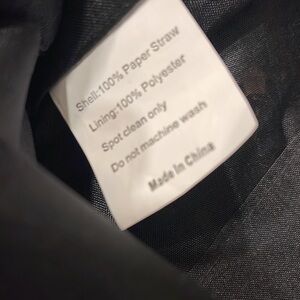 Shell:100% Paper Straw
Lining:100% Polyester
Spot clean only
Do not machine wash
Made In China